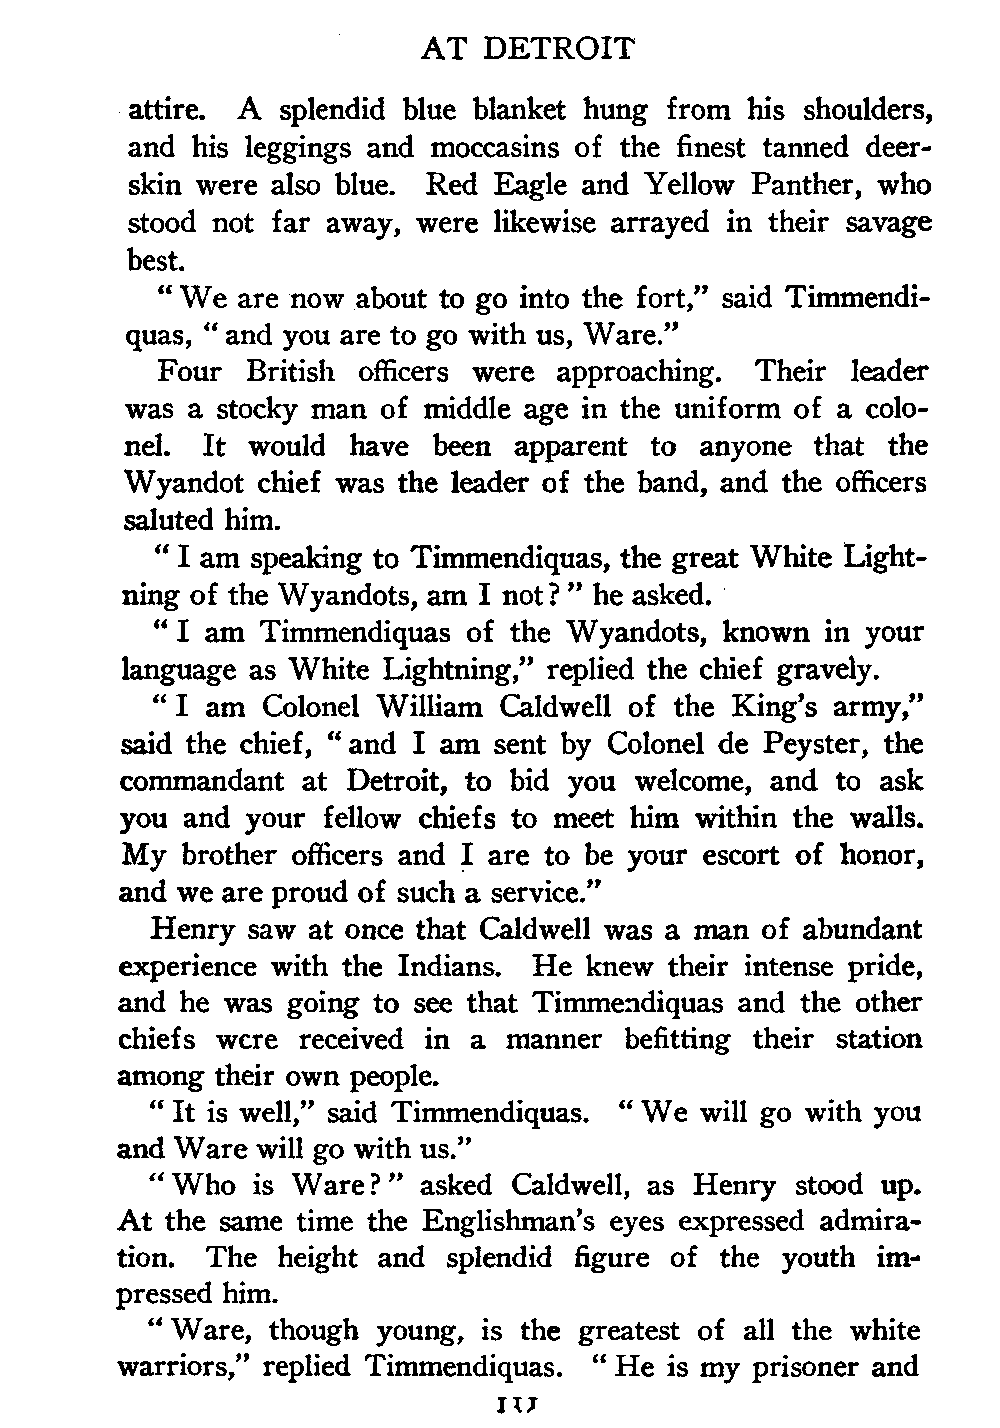 AT DETROIT
attire. A splendid blue blanket hung from his shoulders,
and his leggings and moccasins of the finest tanned deer-
skin were also blue. Red Eagle and Yellow Panther, who
stood not far away, were likewise arrayed in their savage
best.
“ We are now about to go into the fort,” said Timmendi-
quas, “ and you are to go with us, Ware.”
Four British officers were approaching. Their leader
was a stocky man of middle age in the uniform of a colo-
nel. It would have been apparent to anyone that the
Wyandot chief was the leader of the band, and the officers
saluted him.
“ I am speaking to Timmendiquas, the great White Light-
ning of the Wyandots, am I not? ” he asked.
“ I am Timmendiquas of the Wyandots, known in your
language as White Lightning,” replied the chief gravely.
“ I am Colonel William Caldwell of the King’s army,”
said the chief, “ and I am sent by Colonel de Peyster, the
commandant at Detroit, to bid you welcome, and to ask
you and your fellow chiefs to meet him within the walls.
My brother officers and I are to be your escort of honor,
and we are proud of such a service.”
Henry saw at once that Caldwell was a man of abundant
experience with the Indians. He knew their intense pride,
and he was going to see that Timmendiquas and the other
chiefs were received in a manner befitting their station
among their own people.
“ It is well,” said Timmendiquas. “ We will go with you
and Ware will go with us.”
“ Who is Ware? ” asked Caldwell, as Henry stood up.
At the same time the Englishman’s eyes expressed admira-
tion. The height and splendid figure of the youth im-
pressed him.
“ Ware, though young, is the greatest of all the white
warriors,” replied Timmendiquas. “ He is my prisoner and